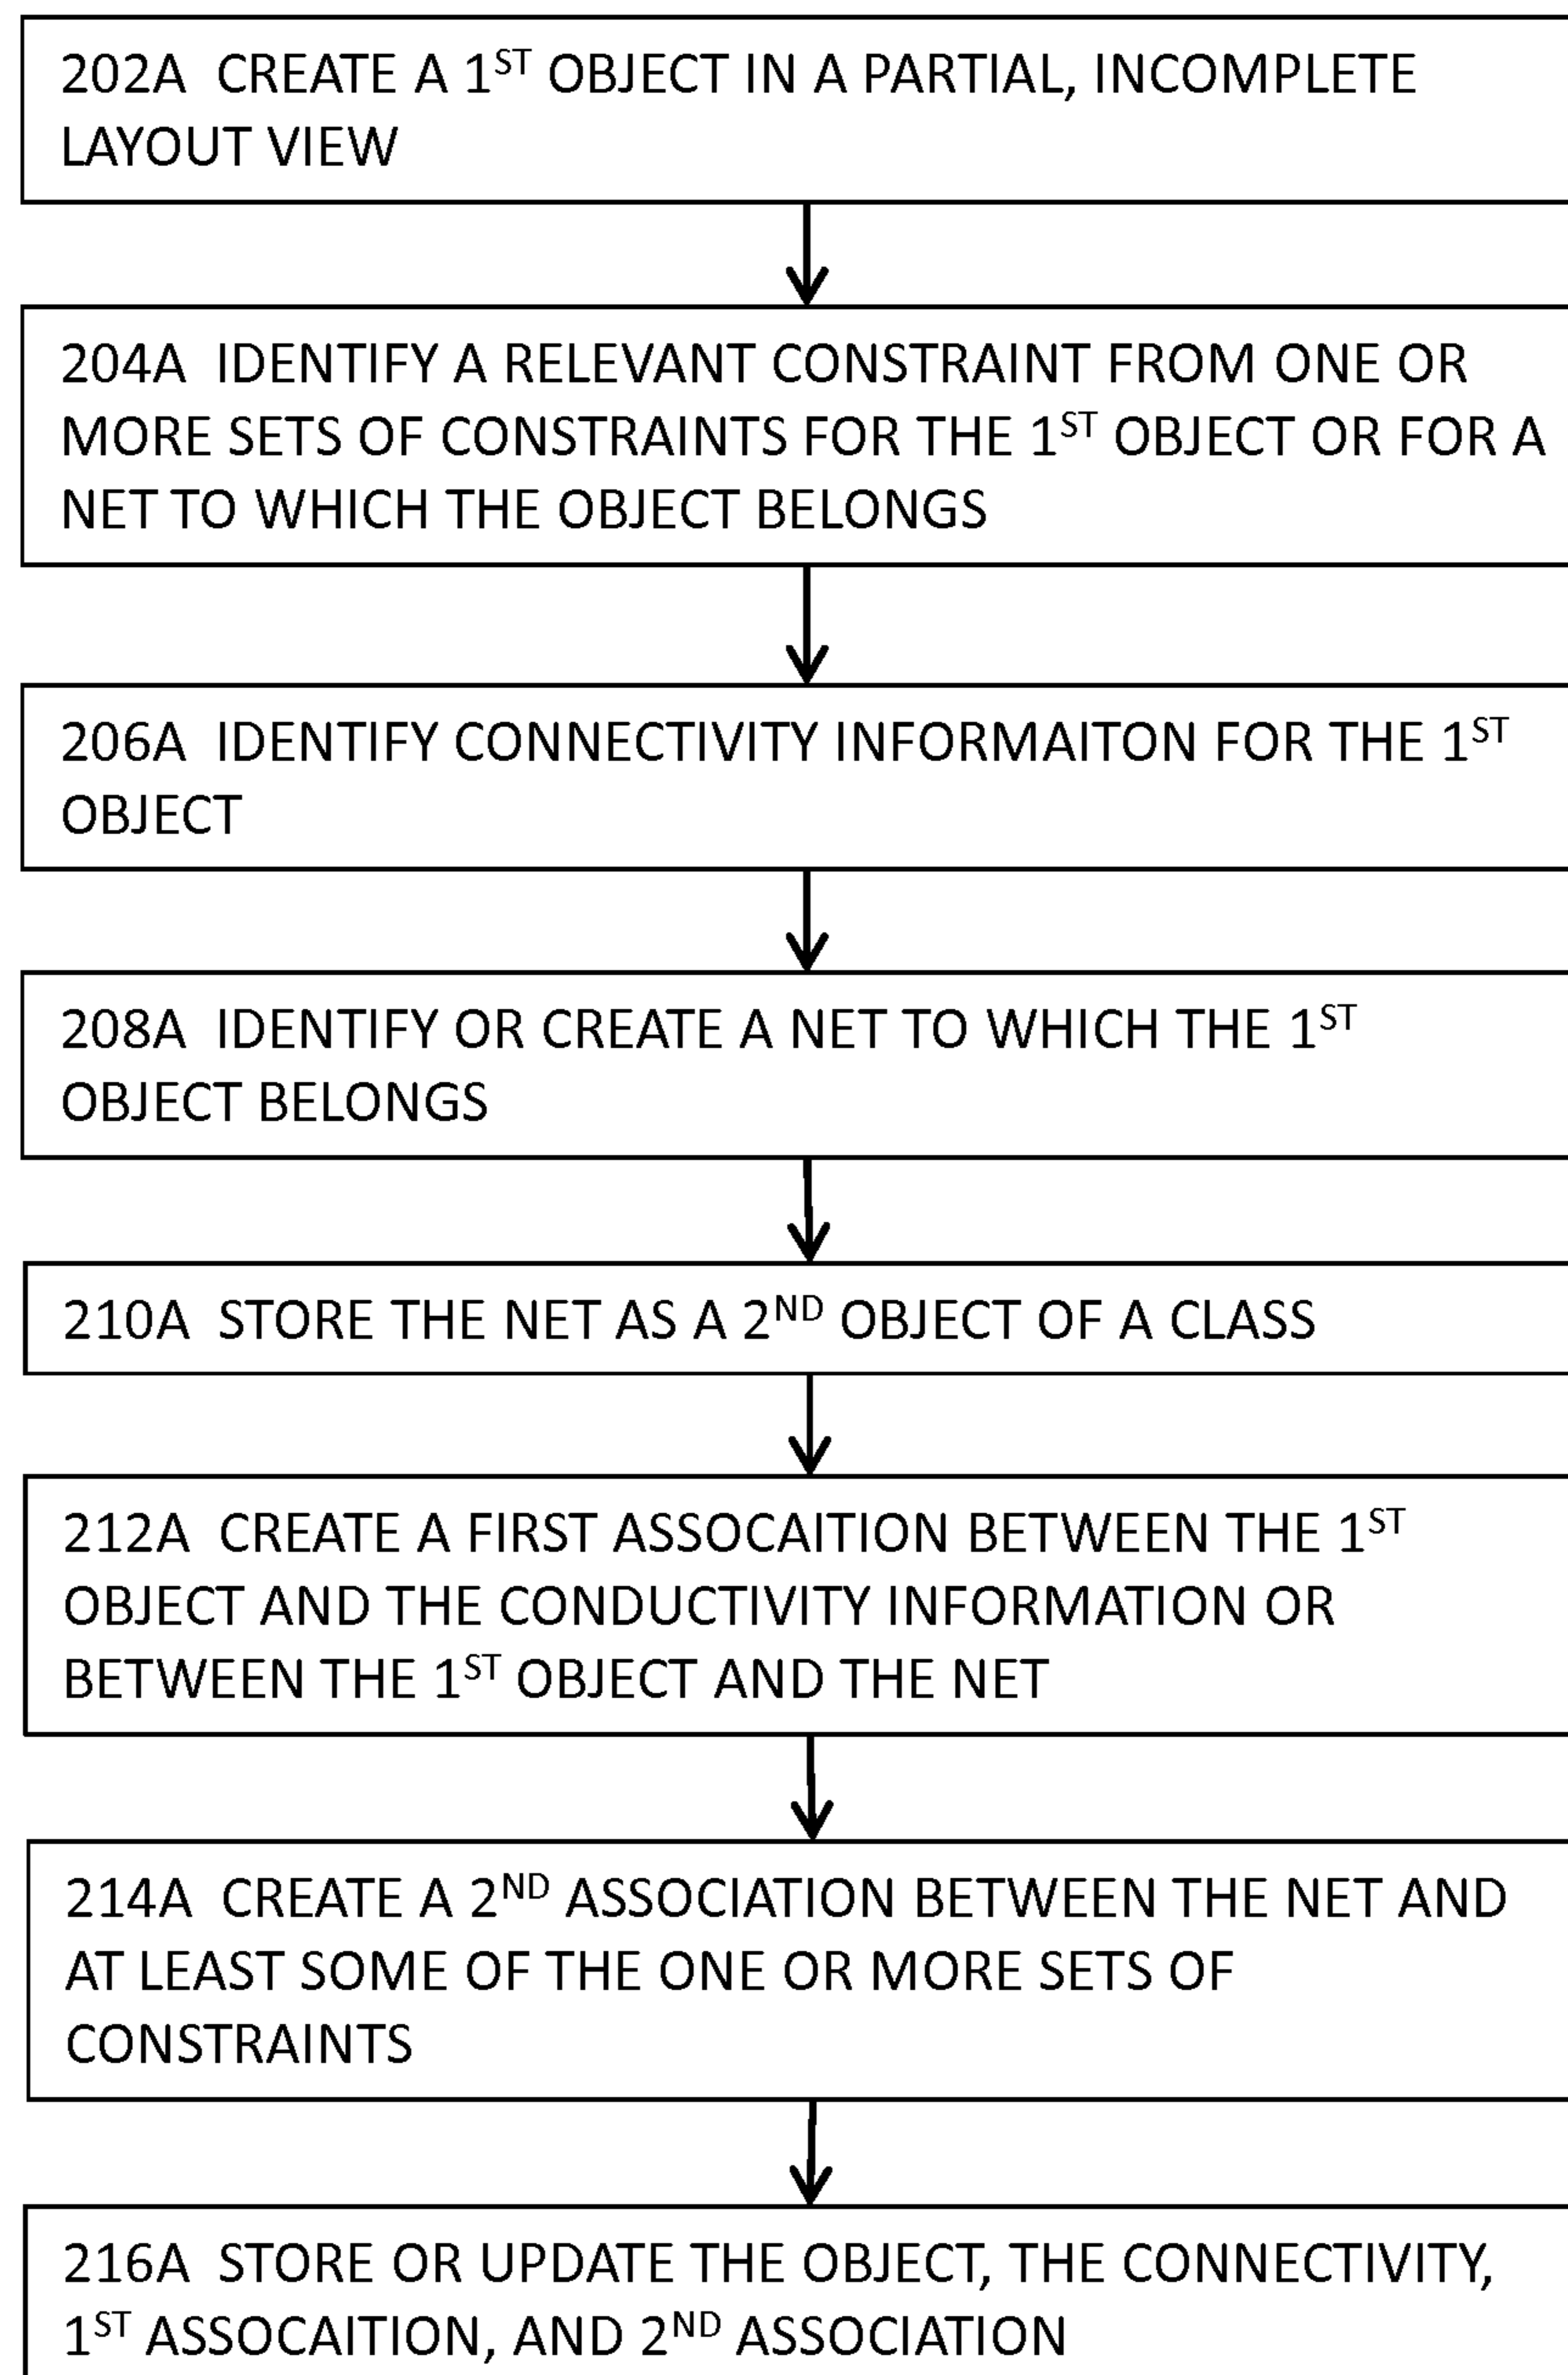 202A CREATE A 1ST OBJECT IN A PARTIAL, INCOMPLETE
LAYOUT VIEW
204A IDENTIFY A RELEVANT CONSTRAINT FROM ONE OR
MORE SETS OF CONSTRAINTS FOR THE 1ST OBJECT OR FOR A
NET TO WHICH THE OBJECT BELONGS
206A IDENTIFY CONNECTIVITY INFORMAITON FOR THE 1ST
OBJECT
208A IDENTIFY OR CREATE A NET TO WHICH THE 1ST
OBJECT BELONGS
210A STORE THE NET AS A 2ND OBJECT OF A CLASS
212A CREATE A FIRST ASSOCAITION BETWEEN THE 1ST
OBJECT AND THE CONDUCTIVITY INFORMATION OR
BETWEEN THE 1ST OBJECT AND THE NET
214A CREATE A 2ND ASSOCIATION BETWEEN THE NET AND
AT LEAST SOME OF THE ONE OR MORE SETS OF
CONSTRAINTS
216A STORE OR UPDATE THE OBJECT, THE CONNECTIVITY,
1ST ASSOCAITION, AND 2ND ASSOCIATION